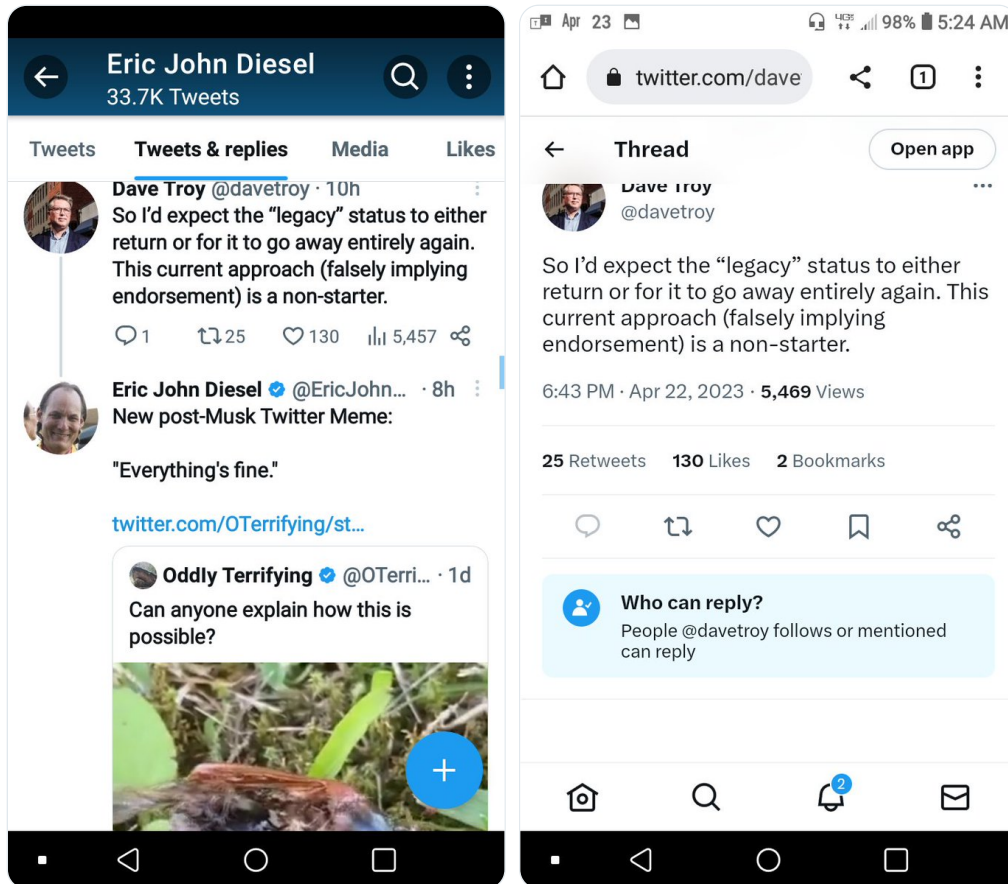 Eric John Diesel
33.7K Tweets
Tweets Tweets & replies Media Likes
Dave Troy @davetroy · 10h
So I'd expect the “legacy” status to either
return or for it to go away entirely again.
This current approach (falsely implying
endorsement) is a non-starter.
1 25 130 5,457
Eric John Diesel @EricJohn... · 8h
New post-Musk Twitter Meme:
"Everything's fine."
twitter.com/OTerrifying/st...
Oddly Terrifying @OTerri... · 1d
Can anyone explain how this is
possible?
Apr 23 98% 5:24 AM
twitter.com/dave 1
Thread Open app
Dave Troy
@davetroy
So I'd expect the “legacy” status to either
return or for it to go away entirely again. This
current approach (falsely implying
endorsement) is a non-starter.
6:43 PM · Apr 22, 2023 · 5,469 Views
25 Retweets 130 Likes 2 Bookmarks
Who can reply?
People @davetroy follows or mentioned
can reply
2